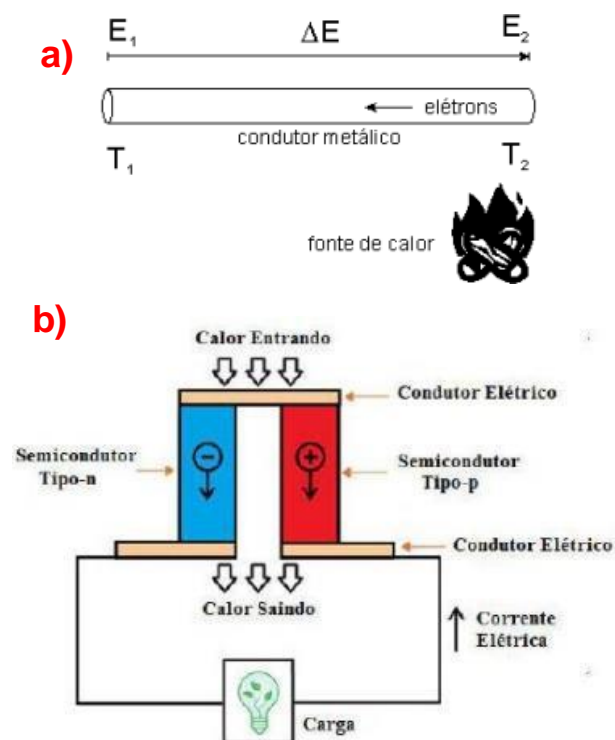 a)
E1
ΔE
E2
elétrons
condutor metálico
T1
T2
fonte de calor
b)
Calor Entrando
Condutor Elétrico
Semicondutor
Tipo-n
−
+
Semicondutor
Tipo-p
Condutor Elétrico
Calor Saindo
Corrente
Elétrica
Carga